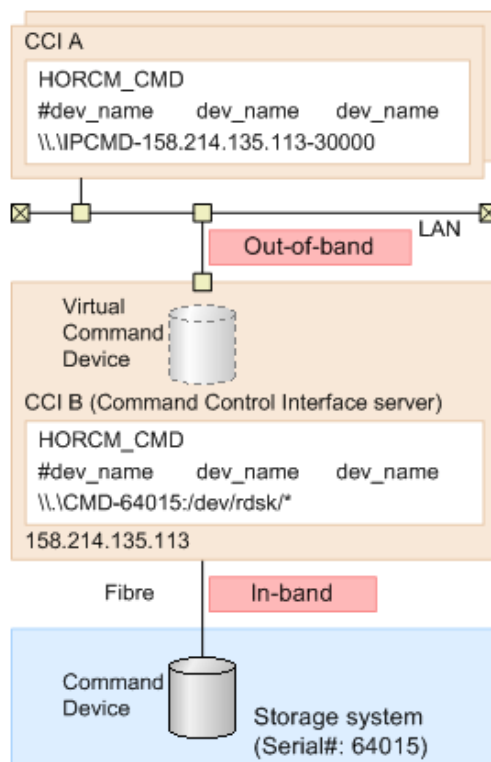 CCI A
HORCM_CMD
#dev_name dev_name dev_name
\\.\IPCMD-158.214.135.113-30000
LAN
Out-of-band
Virtual
Command
Device
CCI B (Command Control Interface server)
HORCM_CMD
#dev_name dev_name dev_name
\\.\CMD-64015:/dev/rdsk/*
158.214.135.113
Fibre
In-band
Command
Device
Storage system
(Serial#: 64015)